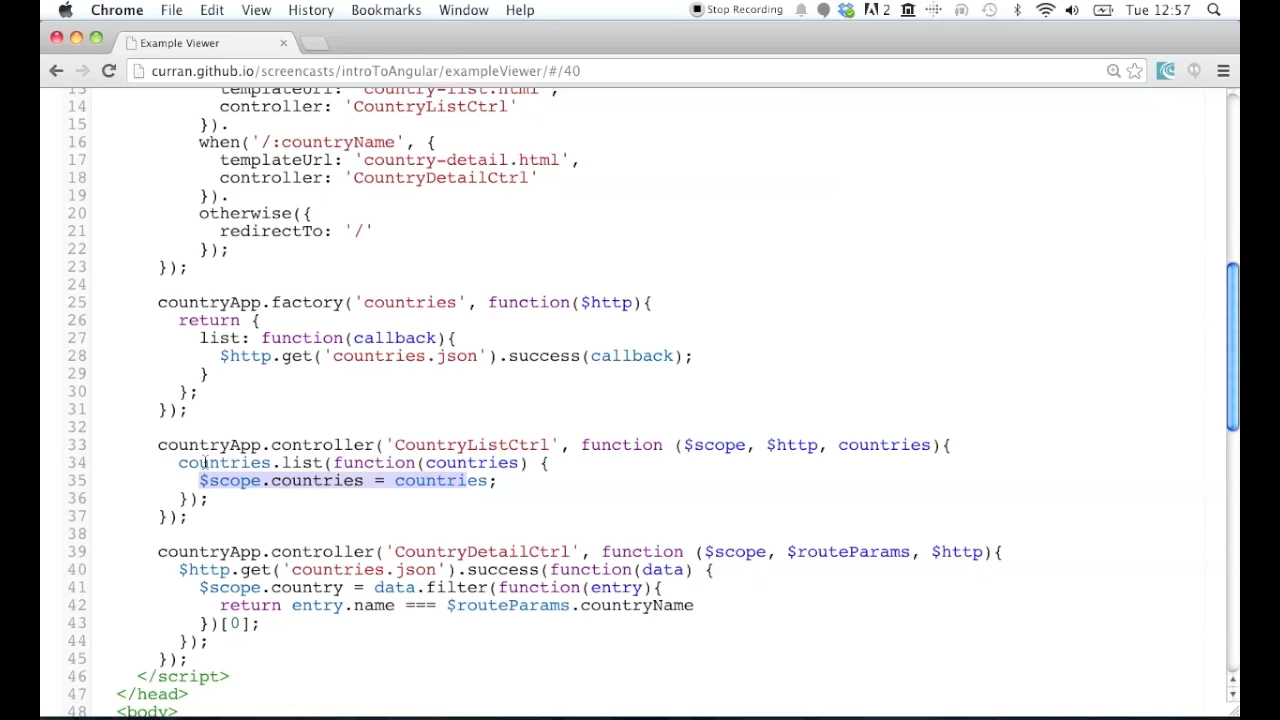 Chrome File Edit View History Bookmarks Window Help Stop Recording 2 Tue 12:57
Example Viewer
curran.github.io/screencasts/introToAngular/exampleViewer/#/40
13 templateUrl: 'country-list.html',
14 controller: 'CountryListCtrl'
15 }).
16 when('/:countryName', {
17 templateUrl: 'country-detail.html',
18 controller: 'CountryDetailCtrl'
19 }).
20 otherwise({
21 redirectTo: '/'
22 });
23 });
24
25 countryApp.factory('countries', function($http){
26 return {
27 list: function(callback){
28 $http.get('countries.json').success(callback);
29 }
30 };
31 });
32
33 countryApp.controller('CountryListCtrl', function ($scope, $http, countries){
34 countries.list(function(countries) {
35 $scope.countries = countries;
36 });
37 });
38
39 countryApp.controller('CountryDetailCtrl', function ($scope, $routeParams, $http){
40 $http.get('countries.json').success(function(data) {
41 $scope.country = data.filter(function(entry){
42 return entry.name === $routeParams.countryName
43 })[0];
44 });
45 });
46 </script>
47 </head>
48 <body>